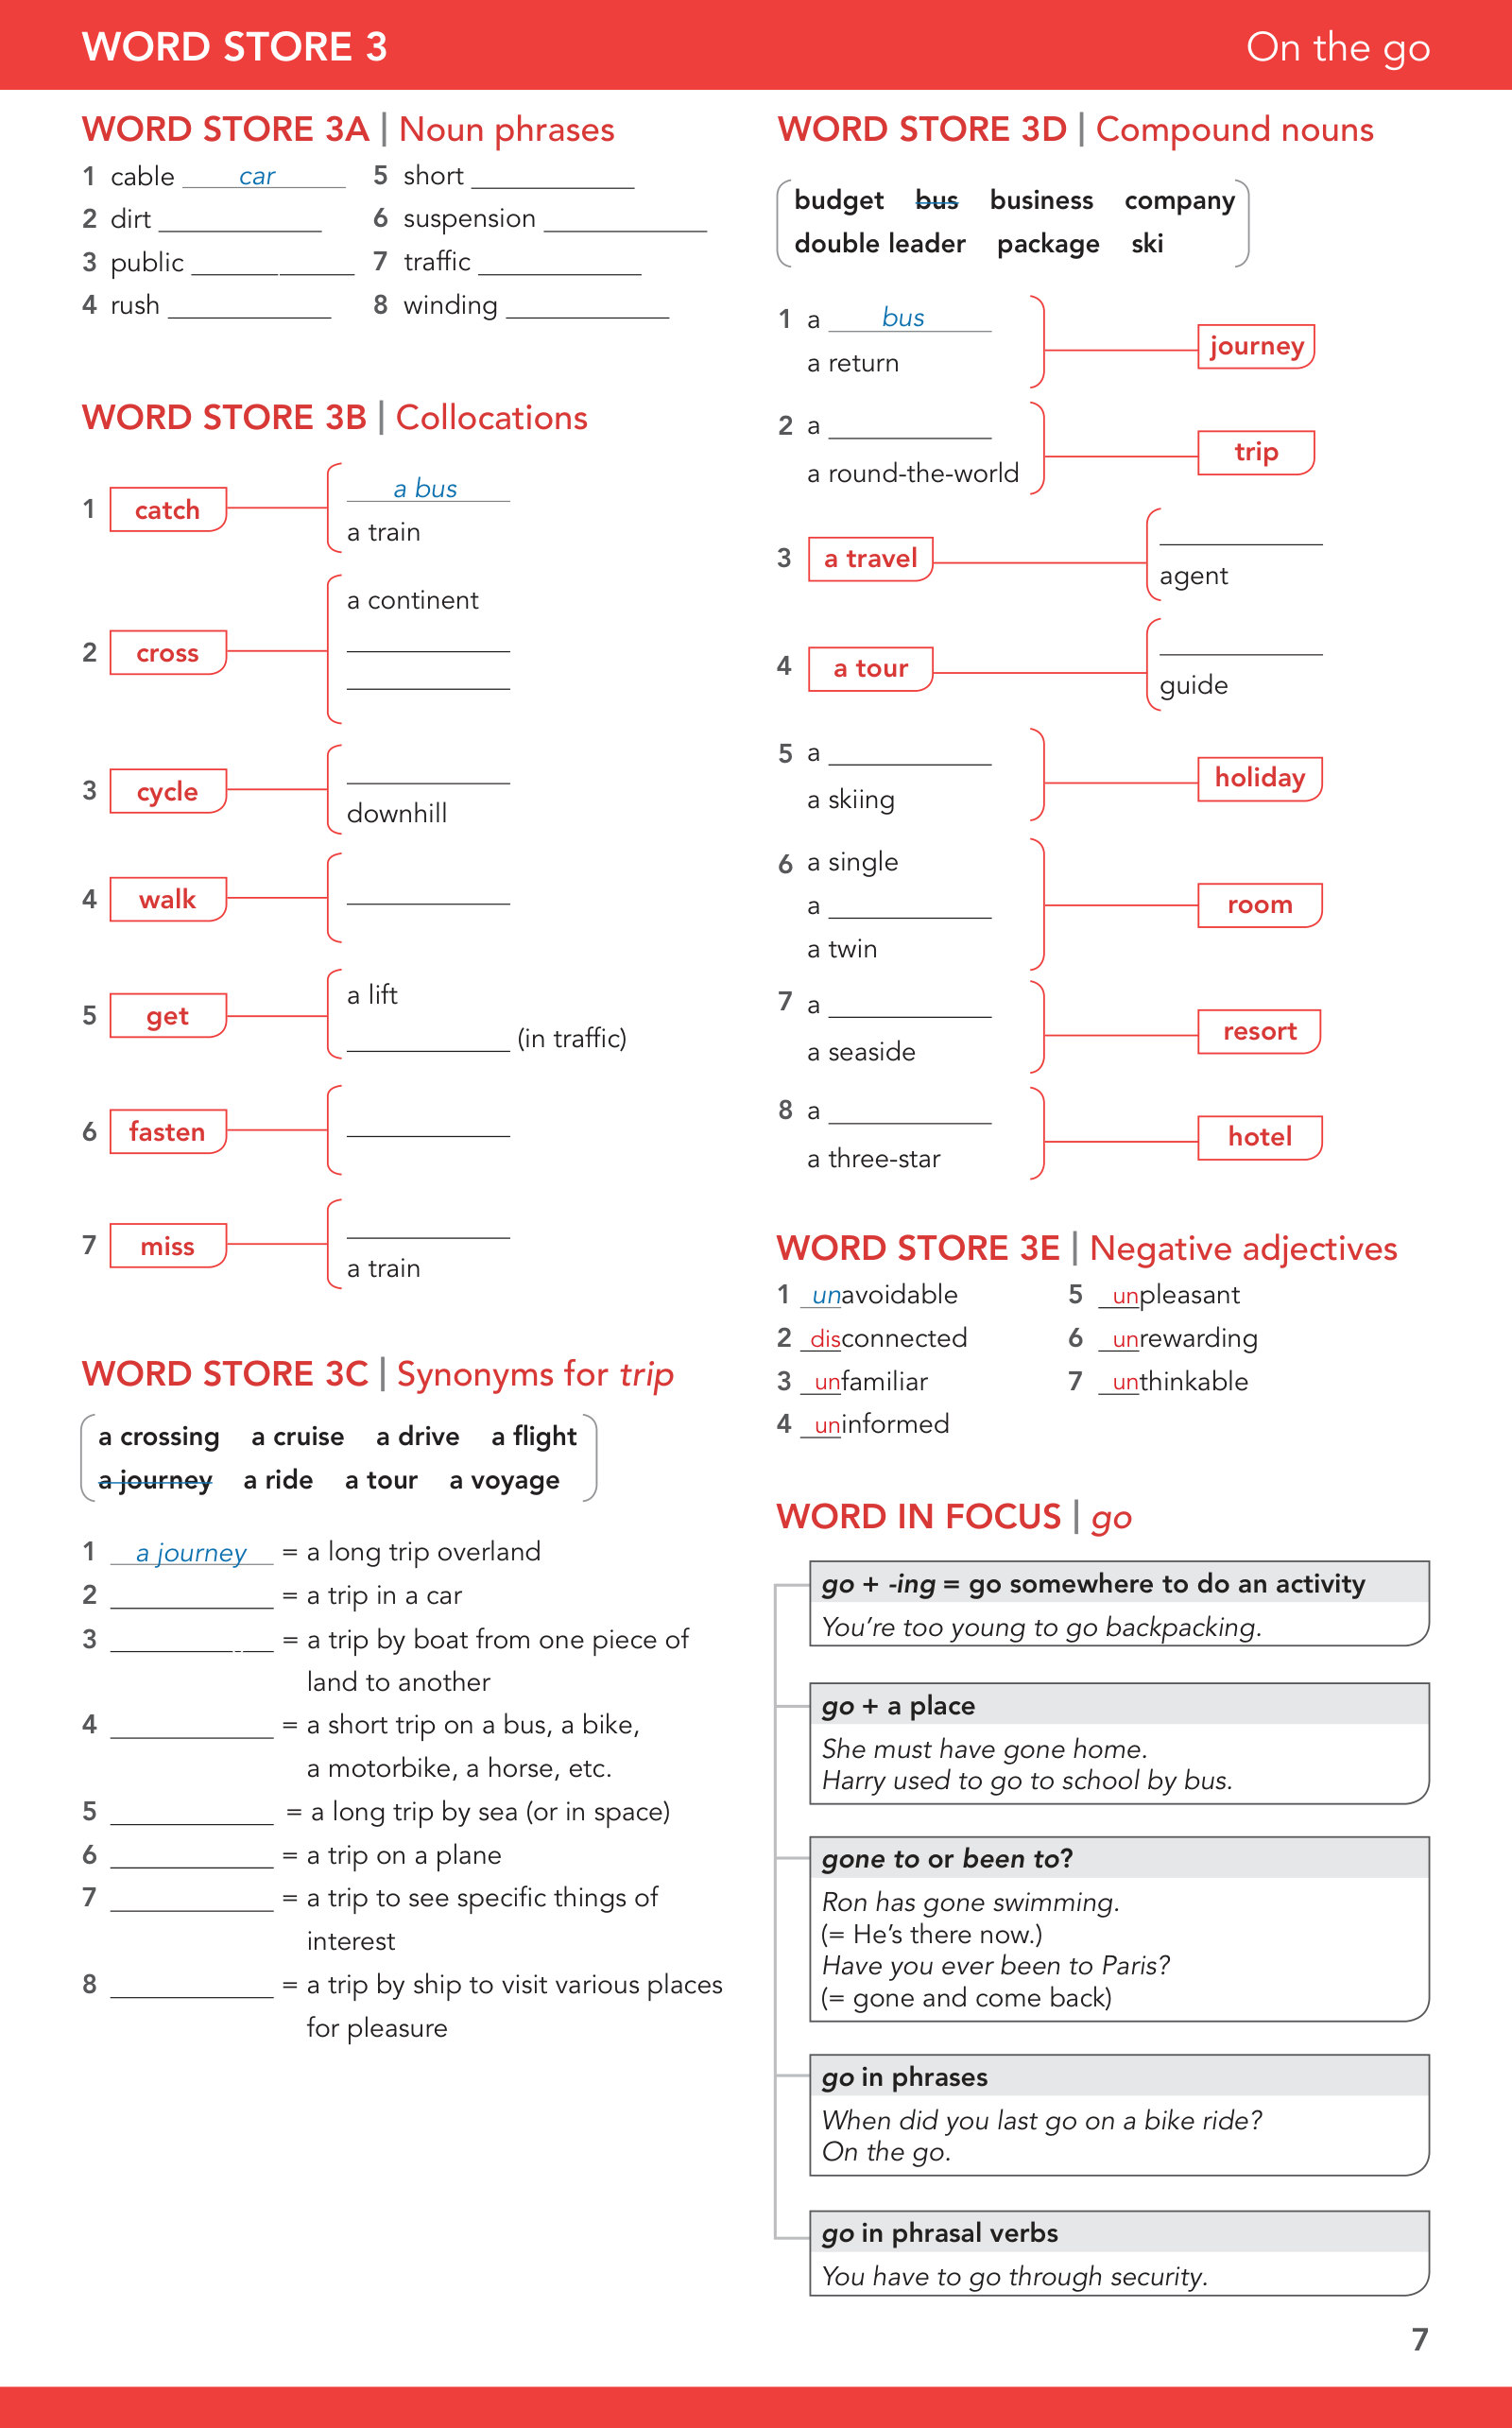 WORD STORE 3
On the go
WORD STORE 3A | Noun phrases
1 cable car
2 dirt
3 public
4 rush
5 short
6 suspension
7 traffic
8 winding
WORD STORE 3B | Collocations
1 catch
a bus
a train
2 cross
a continent
3 cycle
downhill
4 walk
5 get
a lift
(in traffic)
6 fasten
7 miss
a train
WORD STORE 3C | Synonyms for trip
a crossing a cruise a drive a flight
a journey a ride a tour a voyage
1 a journey = a long trip overland
2 = a trip in a car
3 = a trip by boat from one piece of
land to another
4 = a short trip on a bus, a bike,
a motorbike, a horse, etc.
5 = a long trip by sea (or in space)
6 = a trip on a plane
7 = a trip to see specific things of
interest
8 = a trip by ship to visit various places
for pleasure
WORD STORE 3D | Compound nouns
budget bus business company
double leader package ski
1 a bus
a return
journey
2 a
a round-the-world
trip
3 a travel
agent
4 a tour
guide
5 a
a skiing
holiday
6 a single
a
a twin
room
7 a
a seaside
resort
8 a
a three-star
hotel
WORD STORE 3E | Negative adjectives
1 unavoidable
2 disconnected
3 unfamiliar
4 uninformed
5 unpleasant
6 unrewarding
7 unthinkable
WORD IN FOCUS | go
go + -ing = go somewhere to do an activity
You're too young to go backpacking.
go + a place
She must have gone home.
Harry used to go to school by bus.
gone to or been to?
Ron has gone swimming.
(= He's there now.)
Have you ever been to Paris?
(= gone and come back)
go in phrases
When did you last go on a bike ride?
On the go.
go in phrasal verbs
You have to go through security.
7